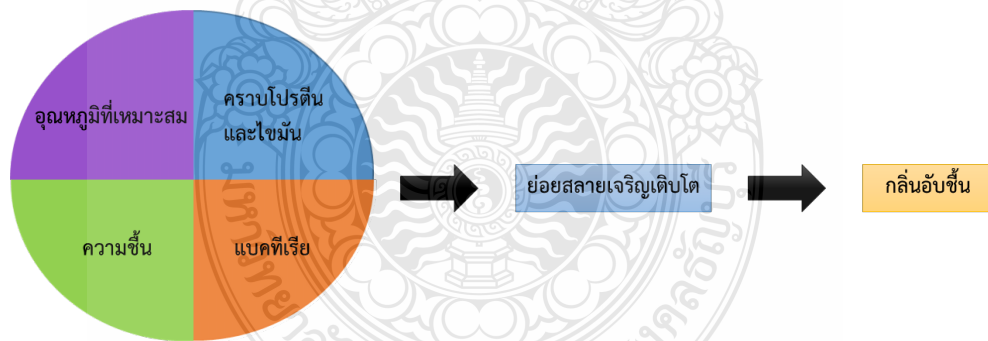 อุณหภูมิที่เหมาะสม
คราบโปรตีน
และไขมัน
ความชื้น
แบคทีเรีย
ย่อยสลายเจริญเติบโต
กลิ่นอับชื้น